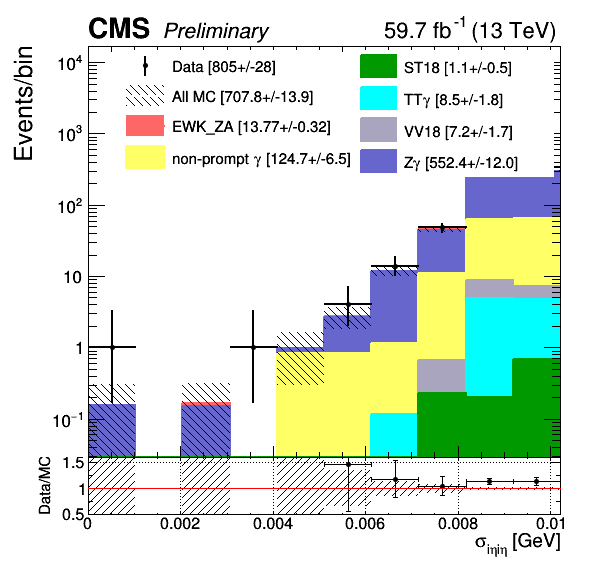 CMS Preliminary 59.7 fb⁻¹ (13 TeV)
Events/bin
10⁴
10³
10²
10
1
10⁻¹
Data [805+/-28]
All MC [707.8+/-13.9]
EWK_ZA [13.77+/-0.32]
non-prompt γ [124.7+/-6.5]
ST18 [1.1+/-0.5]
TTγ [8.5+/-1.8]
VV18 [7.2+/-1.7]
Zγ [552.4+/-12.0]
Data/MC
1.5
1
0.5
0 0.002 0.004 0.006 0.008 0.01
σiηiη [GeV]